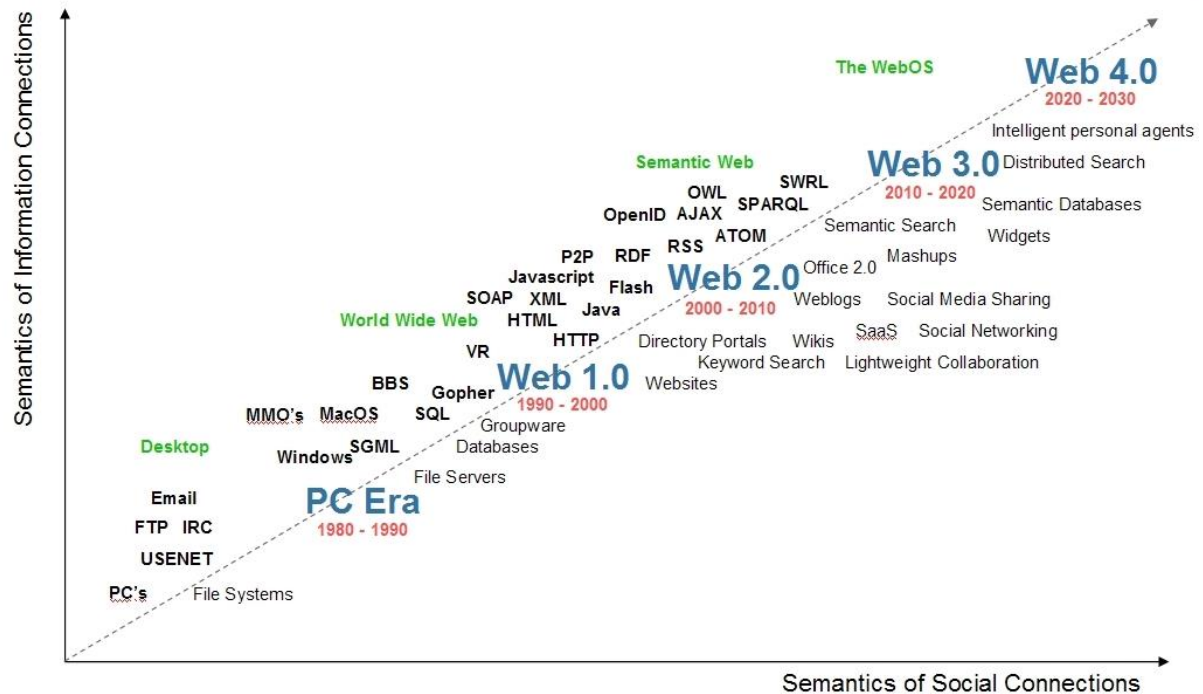 Semantics of Information Connections
The WebOS
Web 4.0
2020 - 2030
Intelligent personal agents
Semantic Web
Web 3.0
Distributed Search
2010 - 2020
SWRL
OWL
SPARQL
Semantic Databases
OpenID
AJAX
Semantic Search
Widgets
ATOM
RSS
P2P
RDF
Mashups
Office 2.0
Javascript
Web 2.0
2000 - 2010
Flash
SOAP
XML
Weblogs
Social Media Sharing
Java
World Wide Web
HTML
SaaS
Social Networking
HTTP
Directory Portals
Wikis
VR
Keyword Search
Lightweight Collaboration
Web 1.0
1990 - 2000
Websites
BBS
Gopher
MMO's
MacOS
SQL
Groupware
Desktop
SGML
Databases
Windows
File Servers
PC Era
1980 - 1990
Email
FTP
IRC
USENET
PC's
File Systems
Semantics of Social Connections